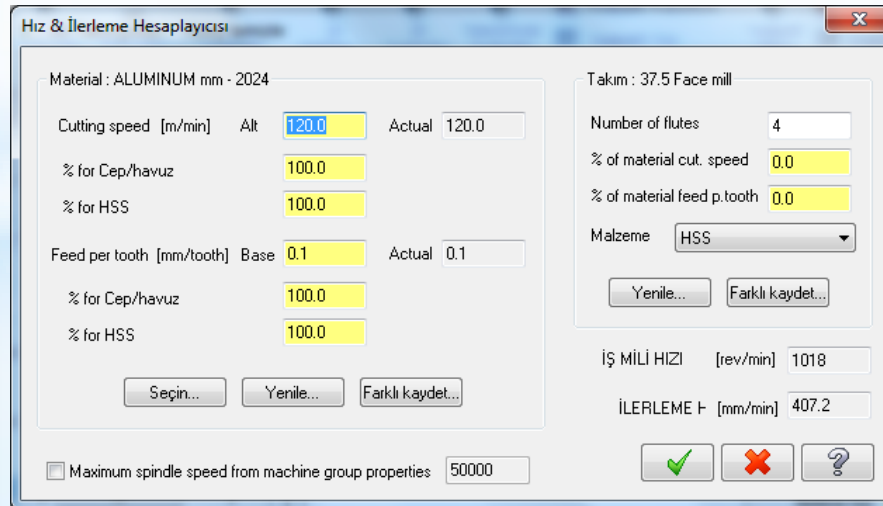 Hız & İlerleme Hesaplayıcısı
Material : ALUMINUM mm - 2024
Cutting speed [m/min] Alt 120.0 Actual 120.0
% for Cep/havuz 100.0
% for HSS 100.0
Feed per tooth [mm/tooth] Base 0.1 Actual 0.1
% for Cep/havuz 100.0
% for HSS 100.0
Seçin... Yenile... Farklı kaydet...
Maximum spindle speed from machine group properties 50000
Takım : 37.5 Face mill
Number of flutes 4
% of material cut. speed 0.0
% of material feed p.tooth 0.0
Malzeme HSS
Yenile... Farklı kaydet...
İŞ MİLİ HIZI [rev/min] 1018
İLERLEME [mm/min] 407.2